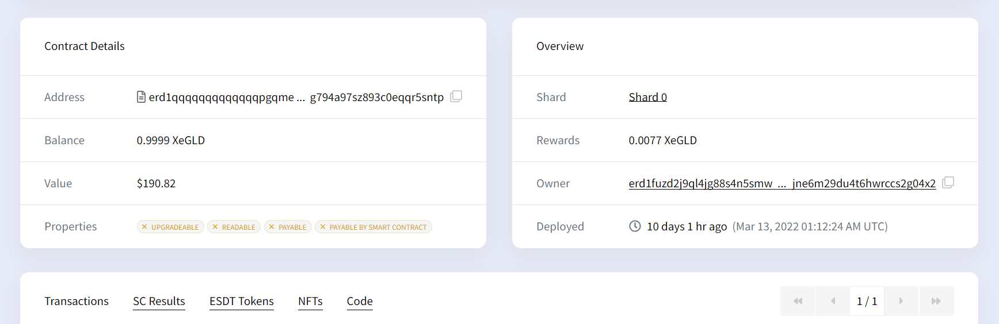 Contract Details
Address erd1qqqqqqqqqqqqqpgqme ... g794a97sz893c0eqqr5sntp
Balance 0.9999 XeGLD
Value $190.82
Properties × UPGRADEABLE × READABLE × PAYABLE × PAYABLE BY SMART CONTRACT
Overview
Shard Shard 0
Rewards 0.0077 XeGLD
Owner erd1fuzd2j9ql4jg88s4n5smw ... jne6m29du4t6hwrccs2g04x2
Deployed 10 days 1 hr ago (Mar 13, 2022 01:12:24 AM UTC)
Transactions SC Results ESDT Tokens NFTs Code 1 / 1